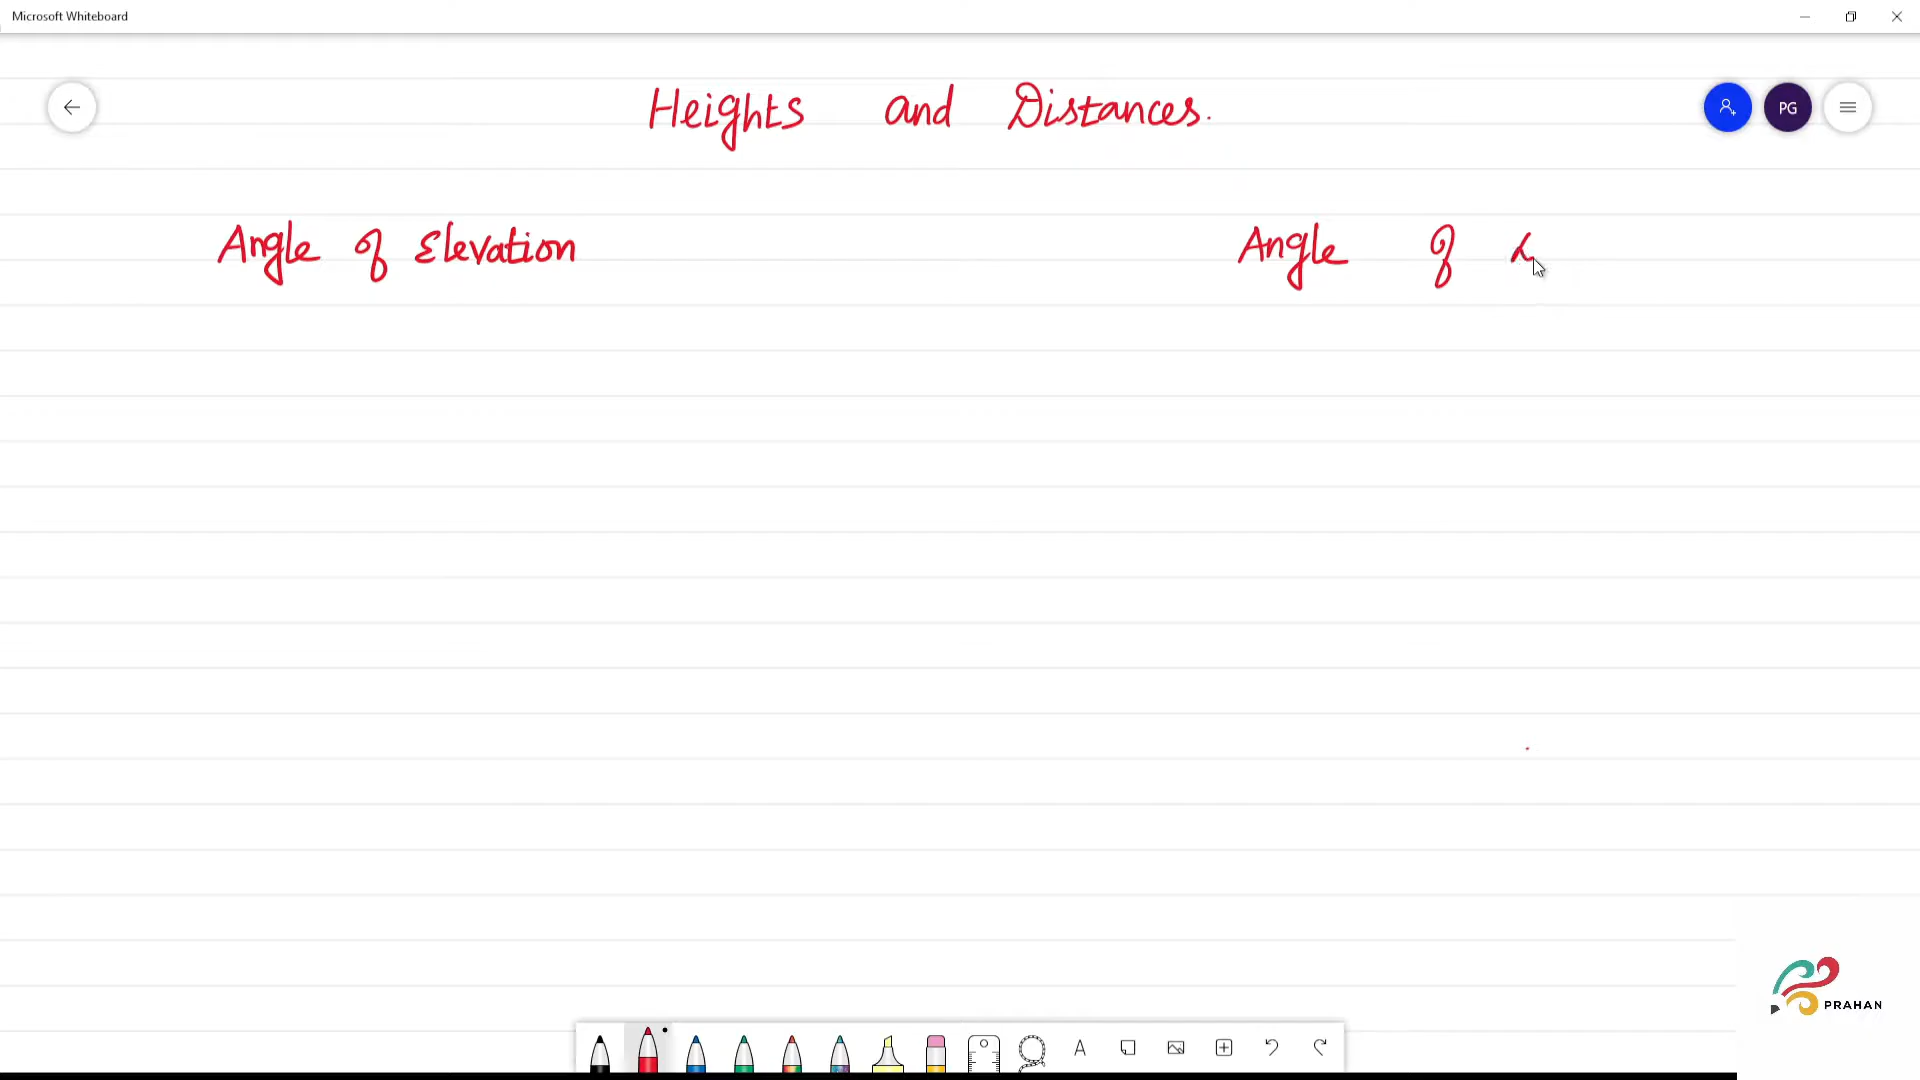 Microsoft Whiteboard
Heights and Distances.
PG
Angle of Elevation
Angle of
A
PRAHAN